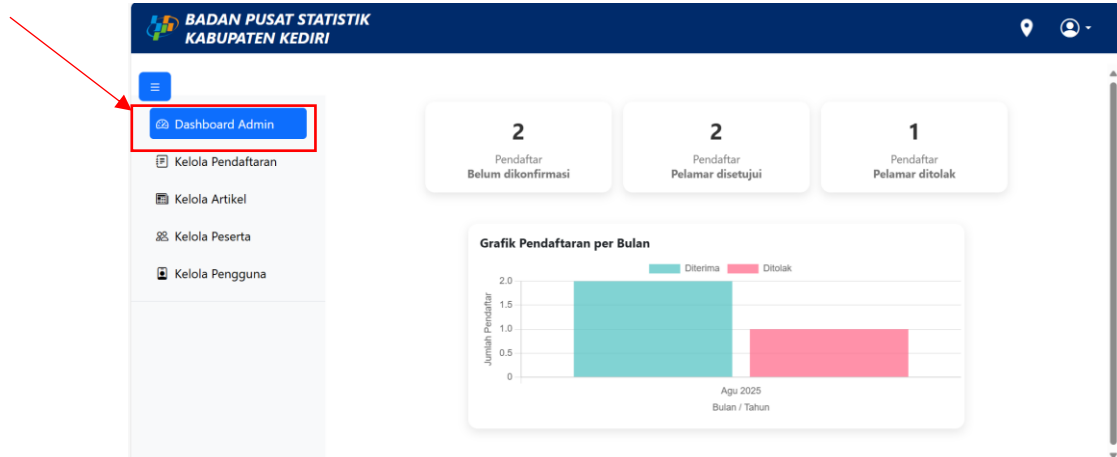 BADAN PUSAT STATISTIK
KABUPATEN KEDIRI
Dashboard Admin
Kelola Pendaftaran
Kelola Artikel
Kelola Peserta
Kelola Pengguna
2
Pendaftar
Belum dikonfirmasi
2
Pendaftar
Pelamar disetujui
1
Pendaftar
Pelamar ditolak
Grafik Pendaftaran per Bulan
Diterima Ditolak
Jumlah Pendaftar
2.0
1.5
1.0
0.5
0
Agu 2025
Bulan / Tahun